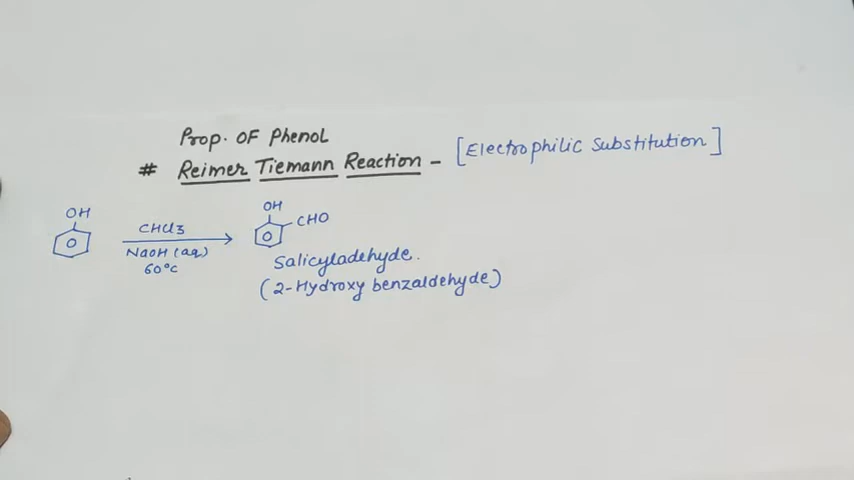 Prop. OF Phenol
# Reimer Tiemann Reaction - [Electrophilic Substitution]
OH
CHCl3
NaOH (aq)
60°C
OH
CHO
Salicyladehyde.
(2-Hydroxy benzaldehyde)